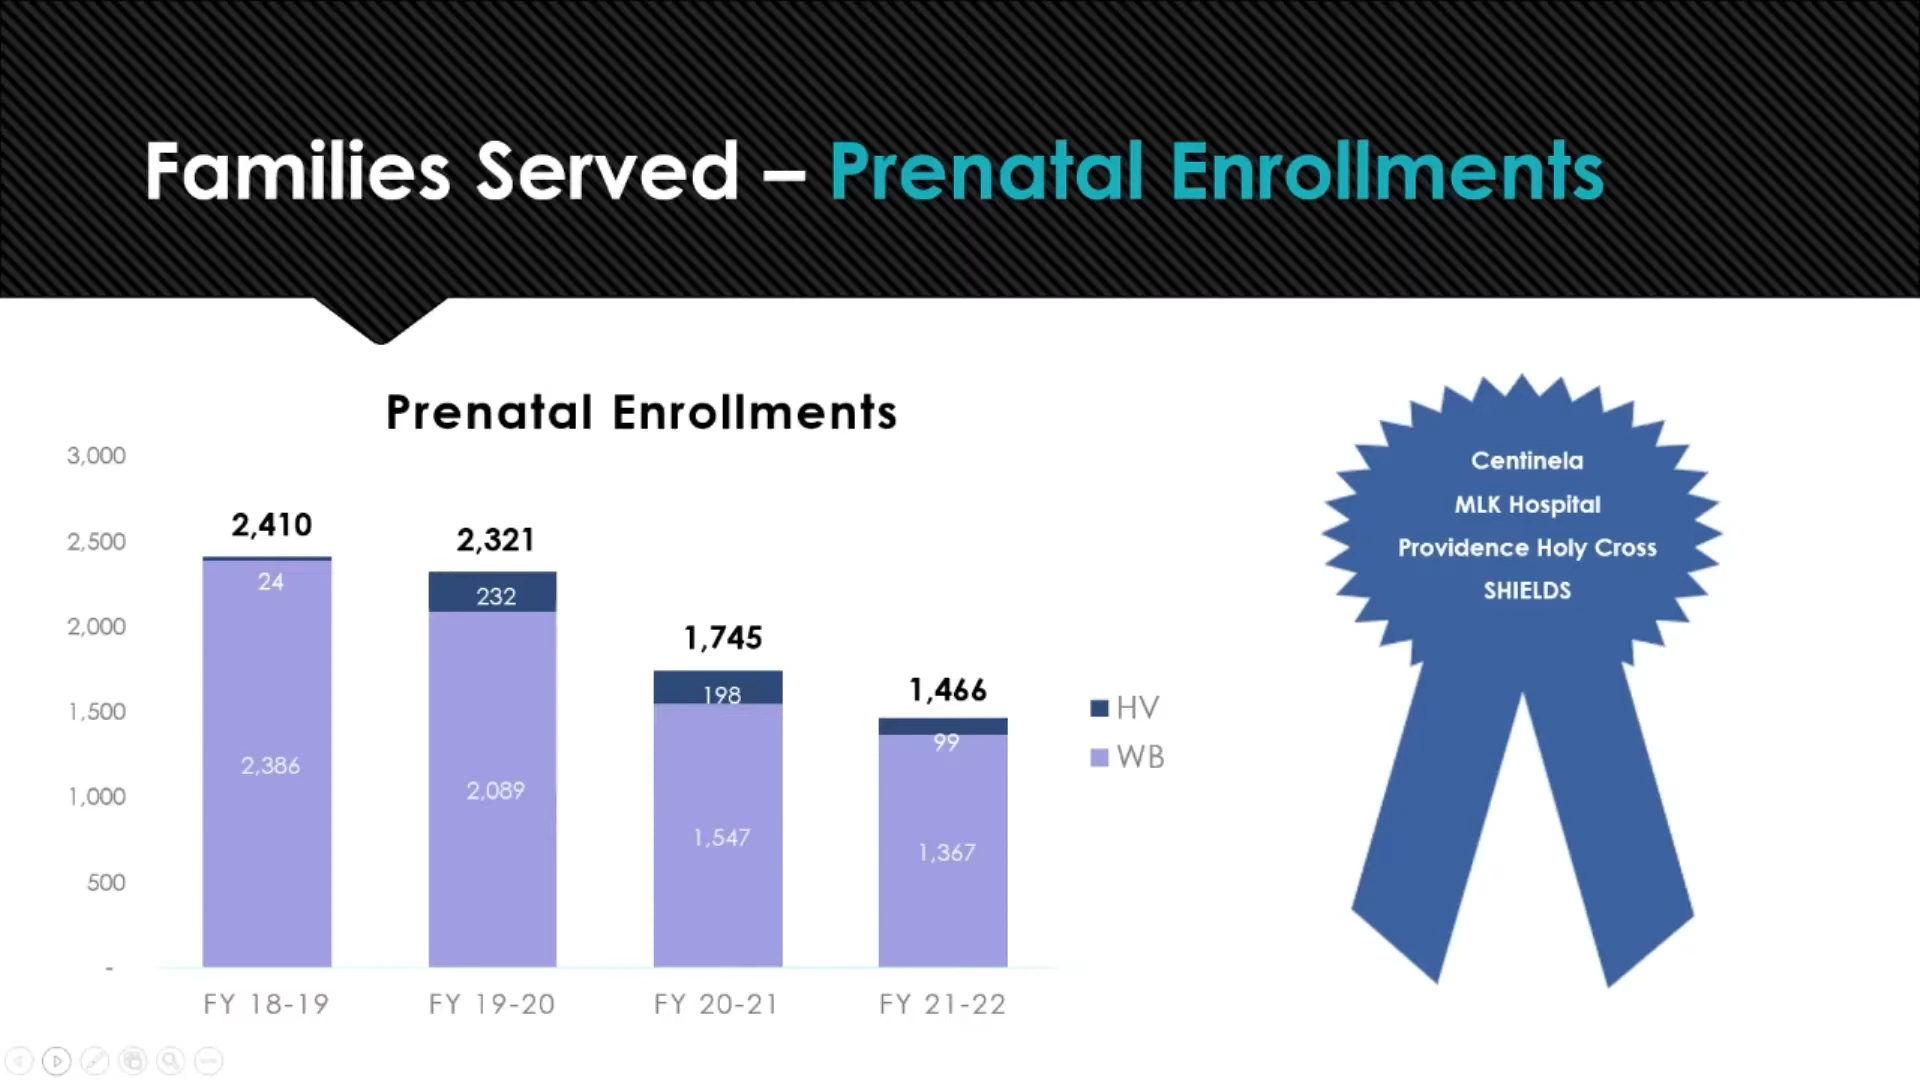 Families Served – Prenatal Enrollments
Prenatal Enrollments
3,000
2,500
2,000
1,500
1,000
500
-
2,410
24
2,386
2,321
232
2,089
1,745
198
1,547
1,466
99
1,367
FY 18-19
FY 19-20
FY 20-21
FY 21-22
HV
WB
Centinela
MLK Hospital
Providence Holy Cross
SHIELDS